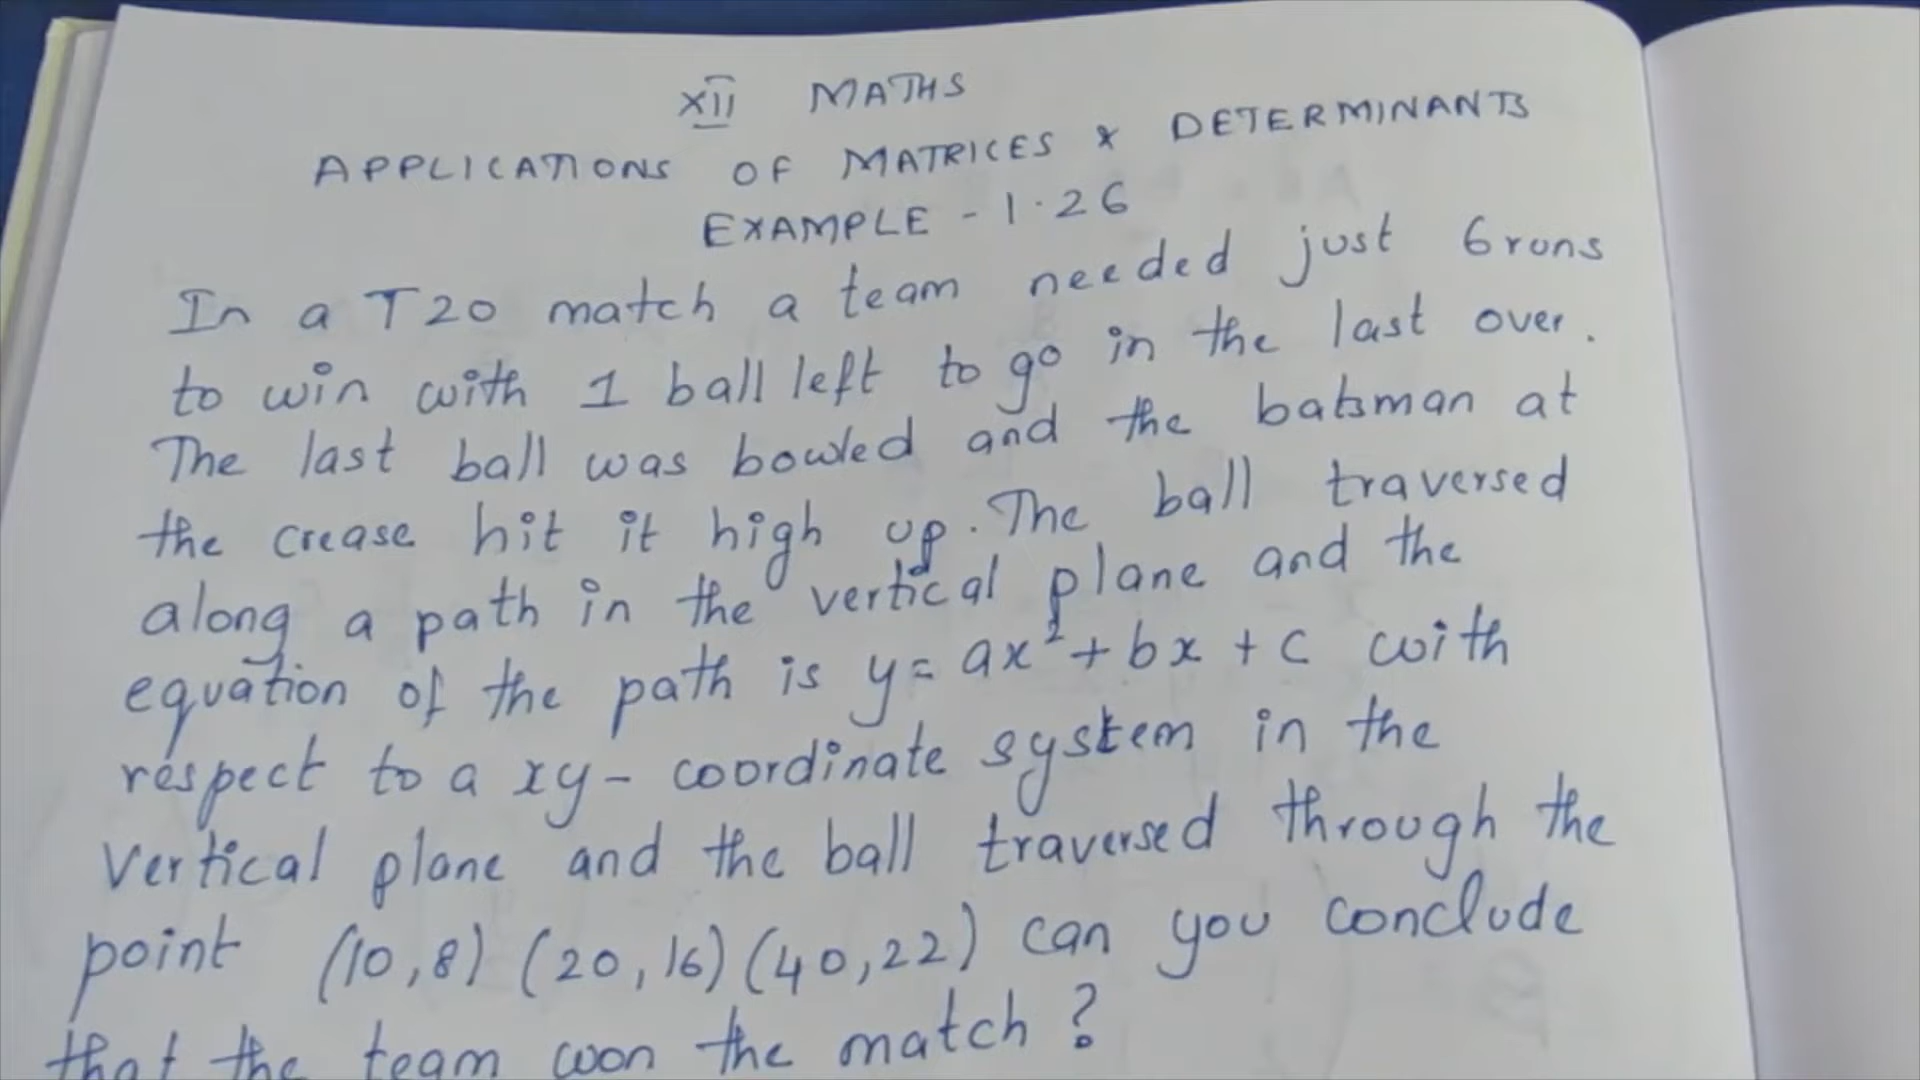 XII MATHS
APPLICATIONS OF MATRICES & DETERMINANTS
EXAMPLE - 1.26
In a T20 match a team needed just 6 runs
to win with 1 ball left to go in the last over.
The last ball was bowled and the batsman at
the crease hit it high up. The ball traversed
along a path in the vertical plane and the
equation of the path is y = ax² + bx + c with
respect to a xy - coordinate system in the
vertical plane and the ball traversed through the
point (10,8) (20,16) (40,22) can you conclude
that the team won the match ?